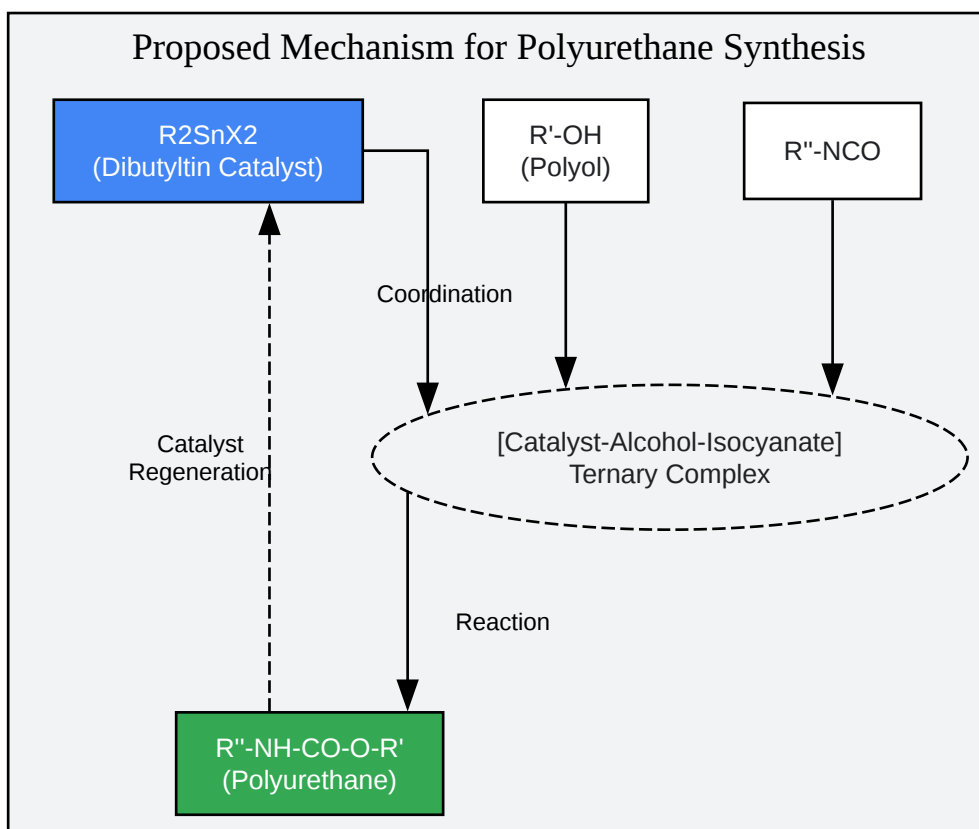 Proposed Mechanism for Polyurethane Synthesis
R2SnX2
(Dibutyltin Catalyst)
R'-OH
(Polyol)
R"-NCO
Coordination
[Catalyst-Alcohol-Isocyanate]
Ternary Complex
Catalyst
Regeneration
Reaction
R"-NH-CO-O-R'
(Polyurethane)